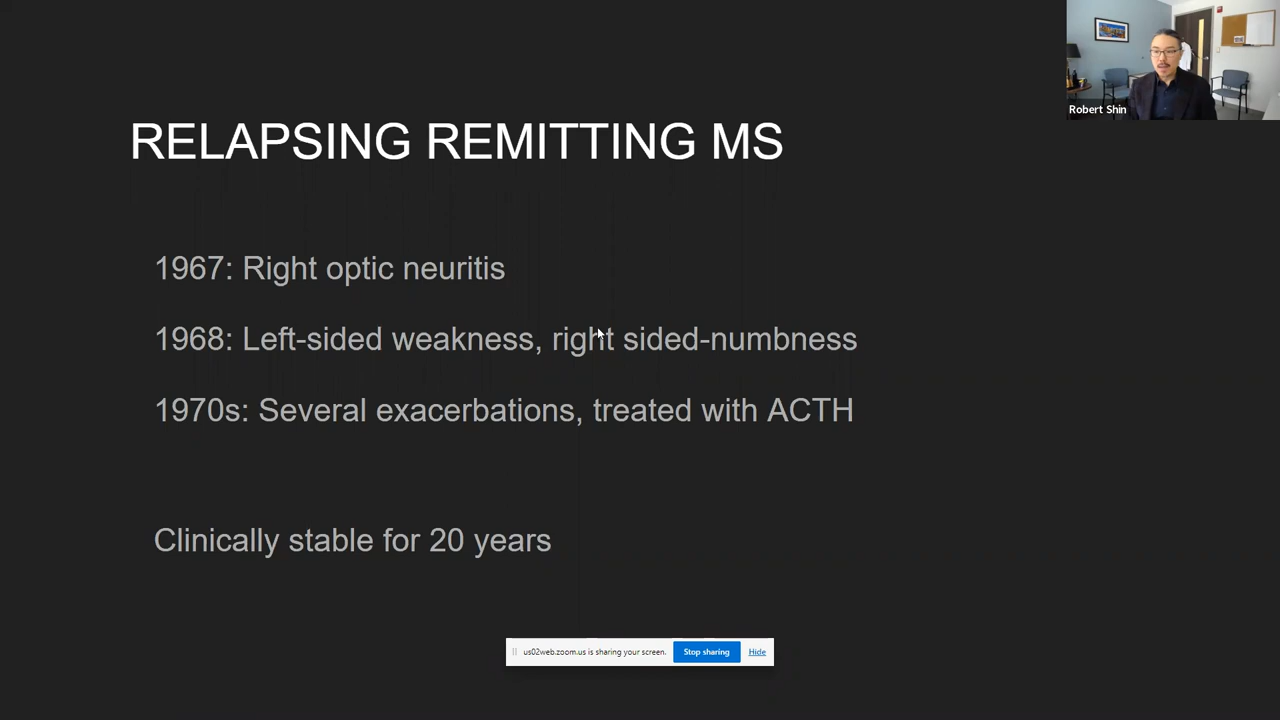 Robert Shin
RELAPSING REMITTING MS
1967: Right optic neuritis
1968: Left-sided weakness, right sided-numbness
1970s: Several exacerbations, treated with ACTH
Clinically stable for 20 years
us02web.zoom.us is sharing your screen.
Stop sharing
Hide